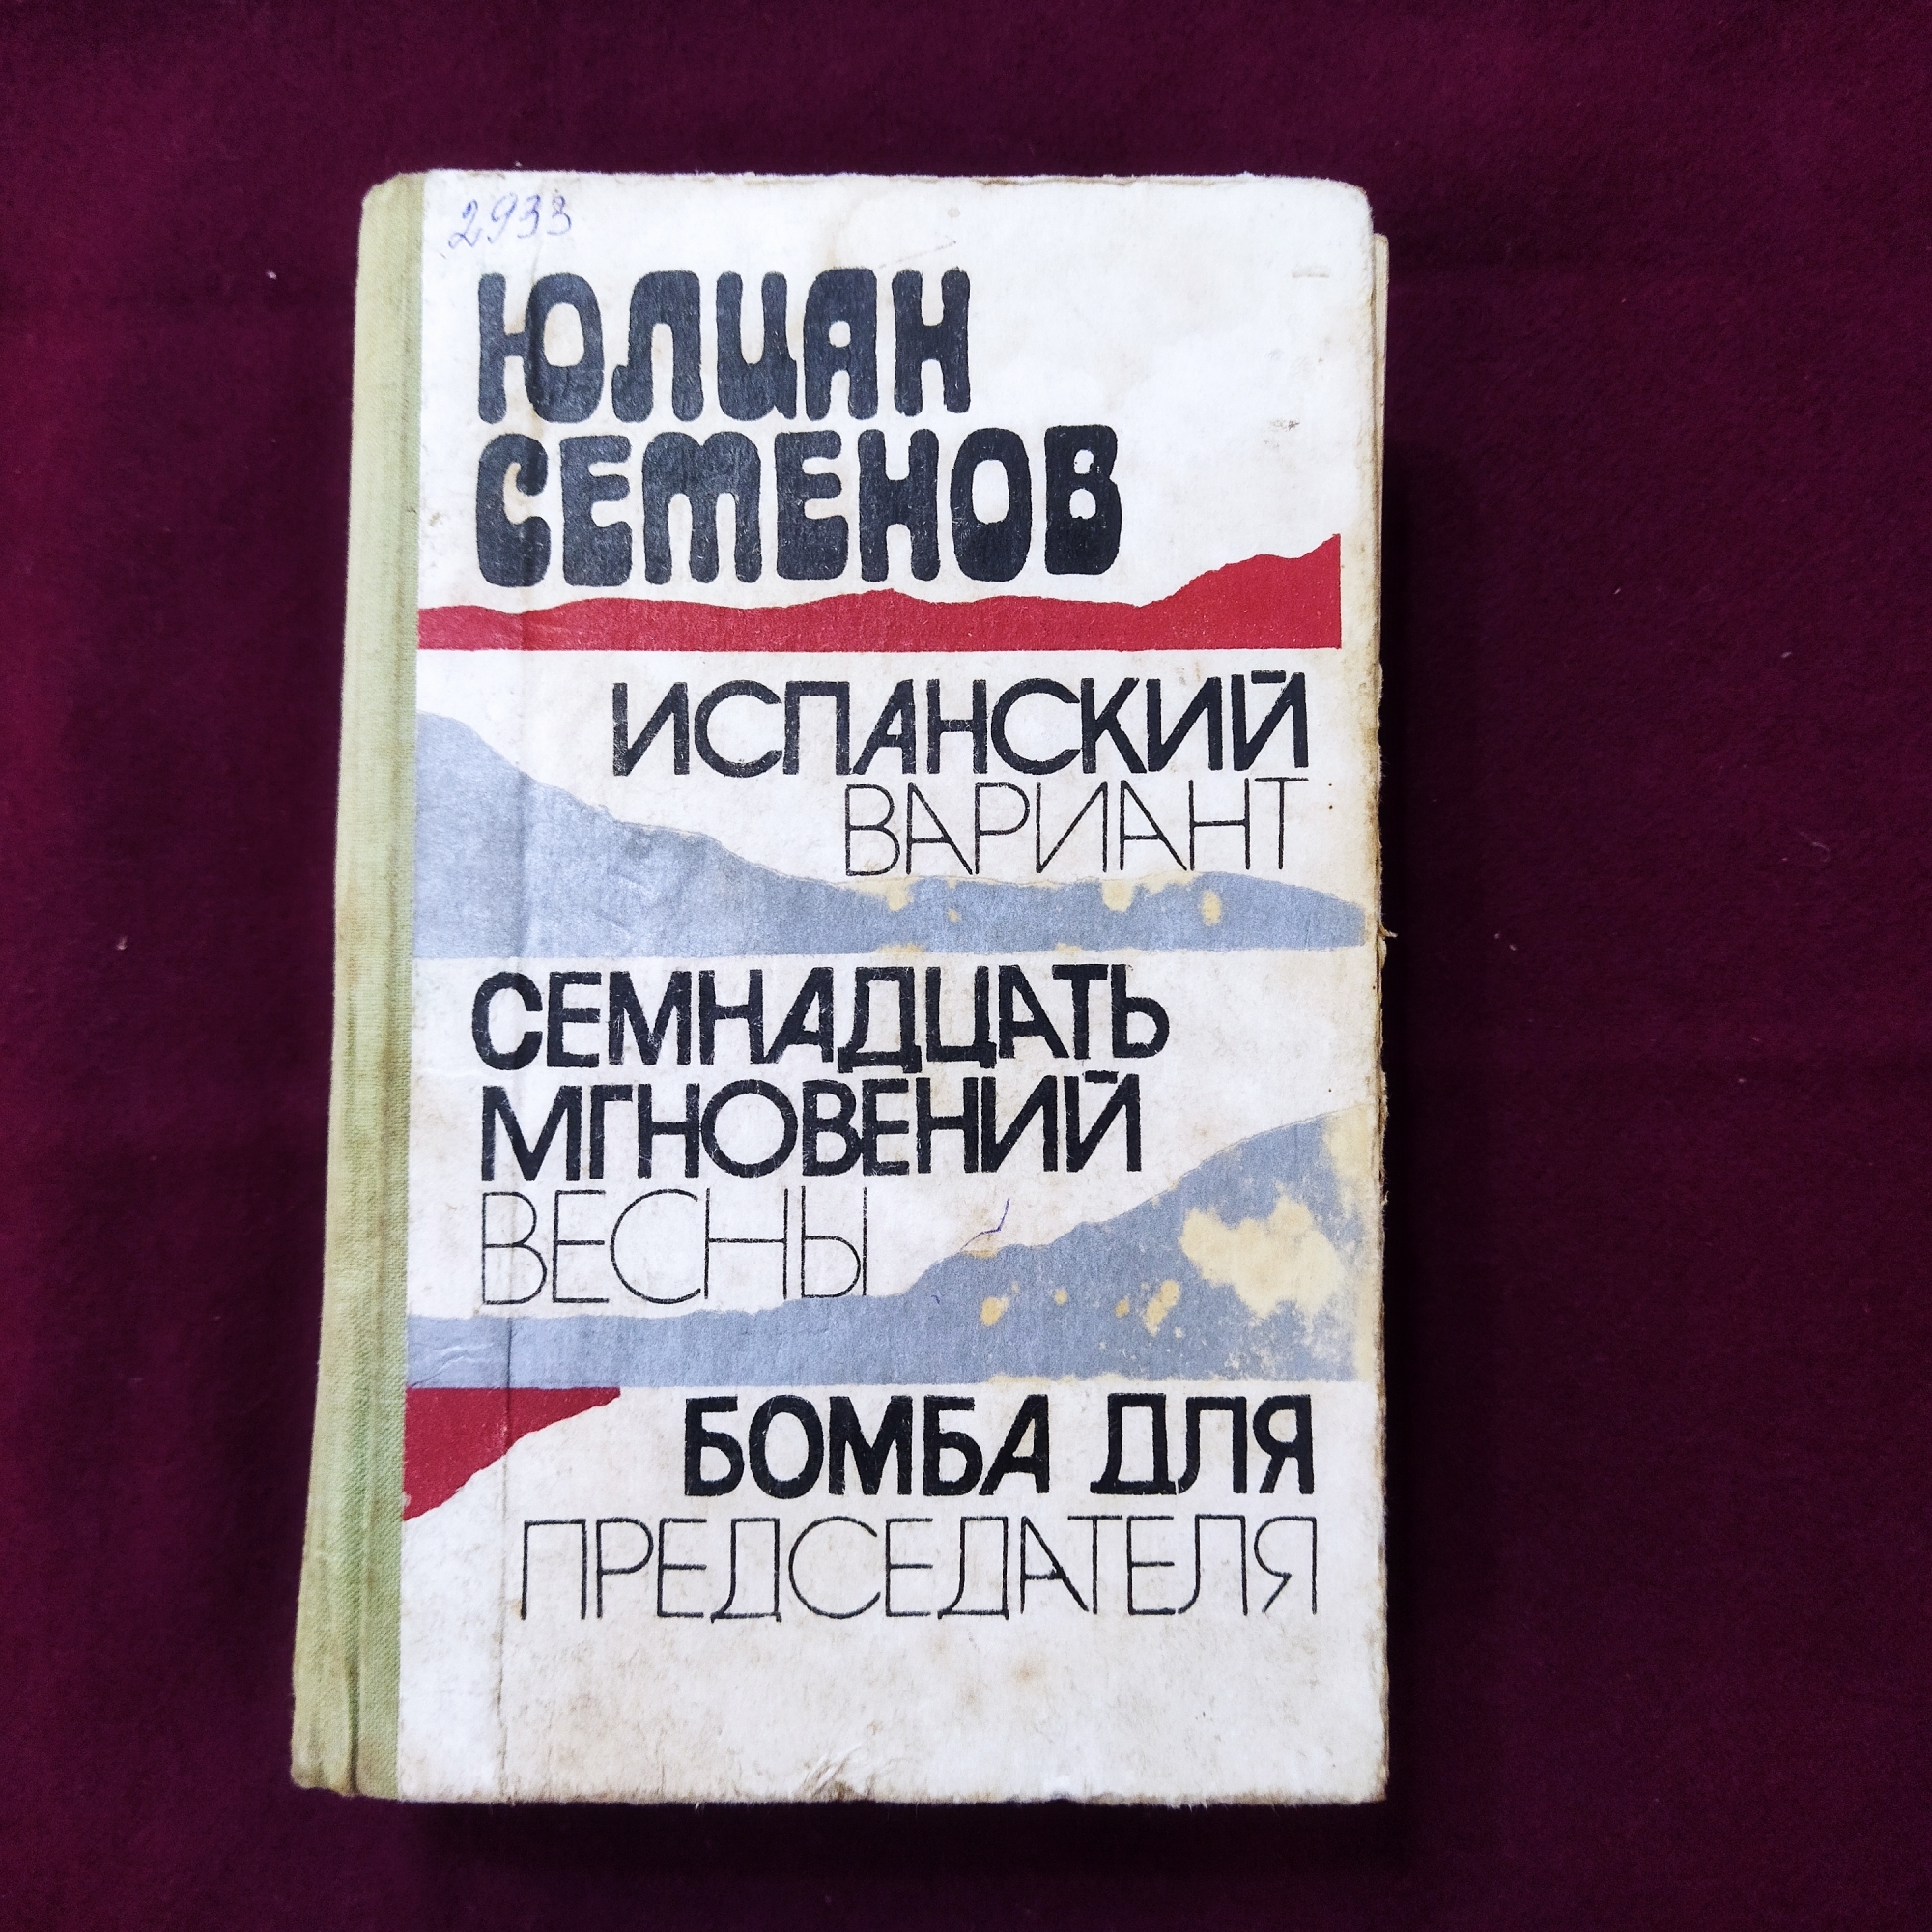 2933
ЮЛИАН
СЕМЕНОВ
ИСПАНСКИЙ
ВАРИАНТ
СЕМНАДЦАТЬ
МГНОВЕНИЙ
ВЕСНЫ
БОМБА ДЛЯ
ПРЕДСЕДАТЕЛЯ